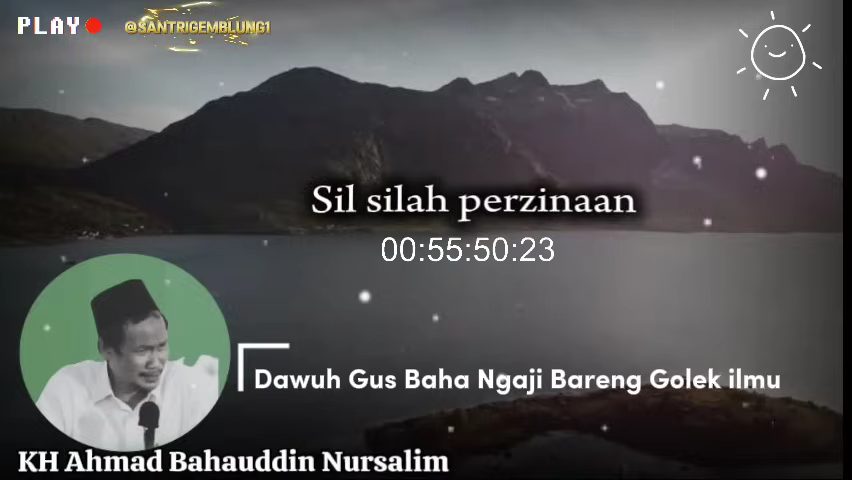 PLAY
@SANTRIGEMBLUNG1
Sil silah perzinaan
00:55:50:23
Dawuh Gus Baha Ngaji Bareng Golek ilmu
KH Ahmad Bahauddin Nursalim